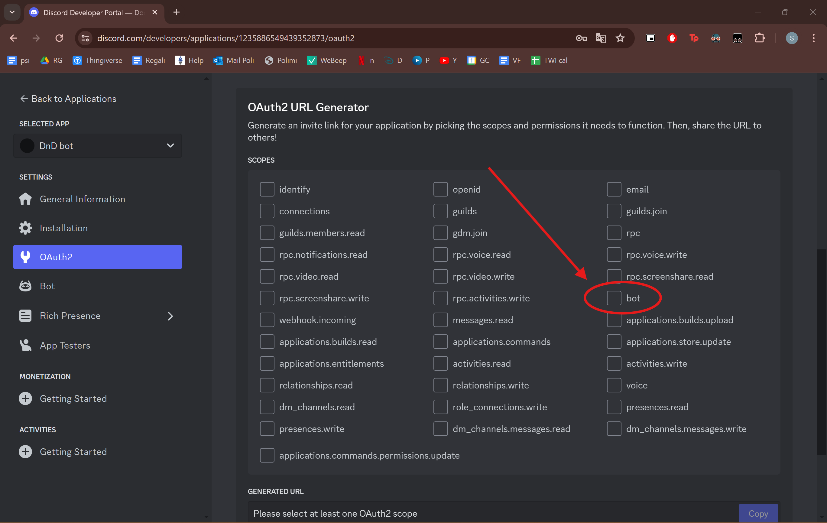 Discord Developer Portal — Do
discord.com/developers/applications/1235886549439352873/oauth2
S
psi
RG
Thingiverse
Regali
Help
Mail Poli
Polimi
WeBeep
n
D
P
Y
GC
VF
TWI cal
Back to Applications
SELECTED APP
DnD bot
SETTINGS
General Information
Installation
OAuth2
Bot
Rich Presence
App Testers
MONETIZATION
Getting Started
ACTIVITIES
Getting Started
OAuth2 URL Generator
Generate an invite link for your application by picking the scopes and permissions it needs to function. Then, share the URL to
others!
SCOPES
identify openid email
connections guilds guilds.join
guilds.members.read gdm.join rpc
rpc.notifications.read rpc.voice.read rpc.voice.write
rpc.video.read rpc.video.write rpc.screenshare.read
rpc.screenshare.write rpc.activities.write bot
webhook.incoming messages.read applications.builds.upload
applications.builds.read applications.commands applications.store.update
applications.entitlements activities.read activities.write
relationships.read relationships.write voice
dm_channels.read role_connections.write presences.read
presences.write dm_channels.messages.read dm_channels.messages.write
applications.commands.permissions.update
GENERATED URL
Please select at least one OAuth2 scope
Copy